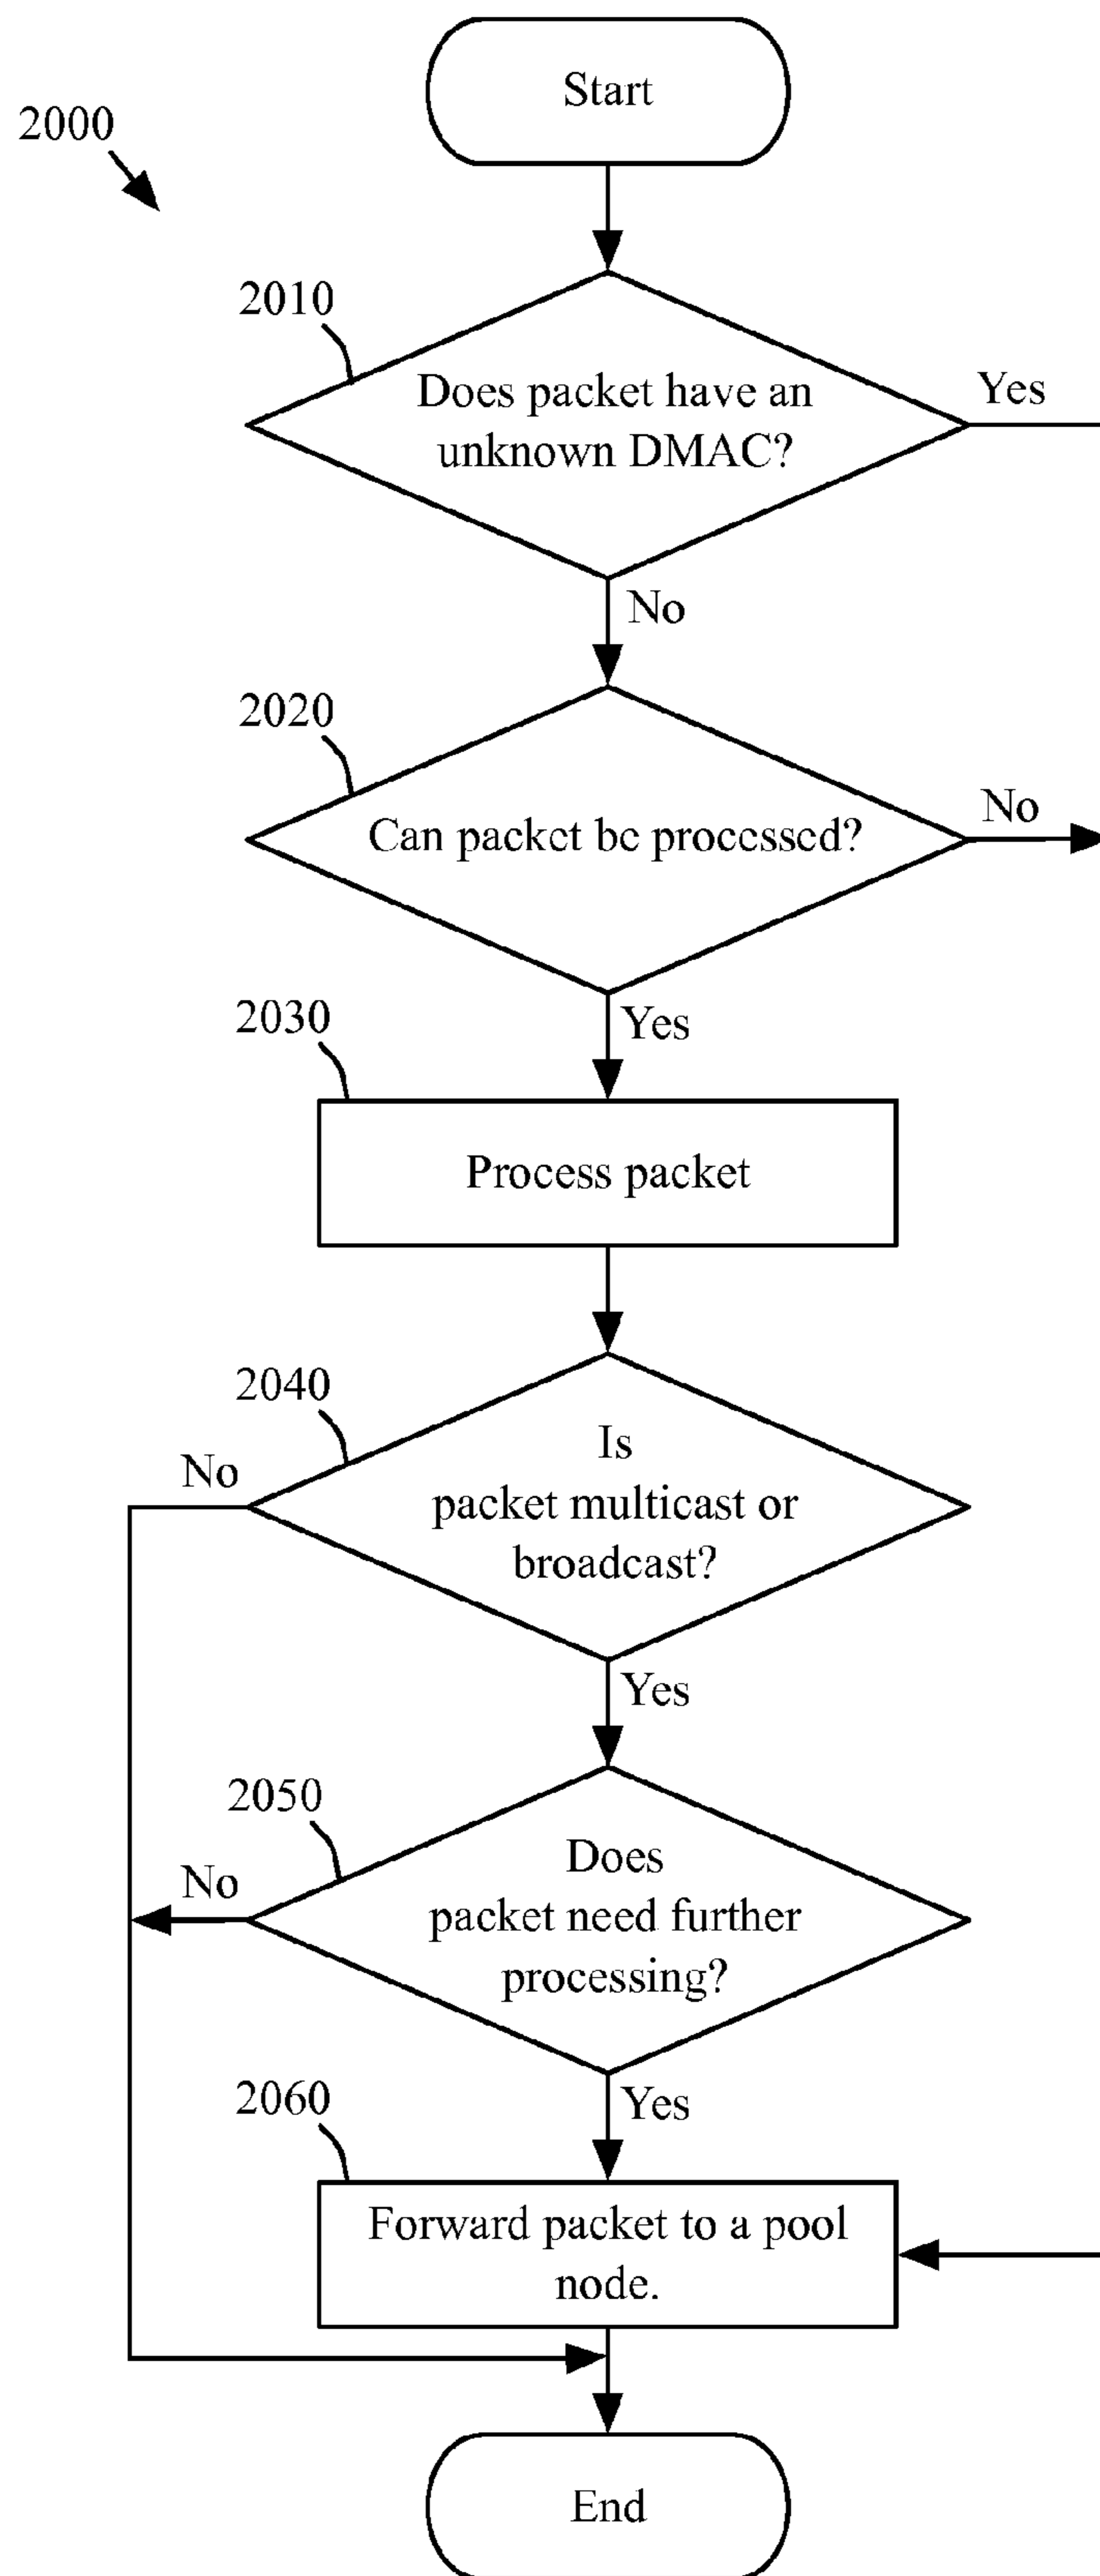 Start
2000
2010
Does packet have an
unknown DMAC?
Yes
No
2020
Can packet be processed?
No
Yes
2030
Process packet
2040
Is
packet multicast or
broadcast?
No
Yes
2050
Does
packet need further
processing?
No
Yes
2060
Forward packet to a pool
node.
End